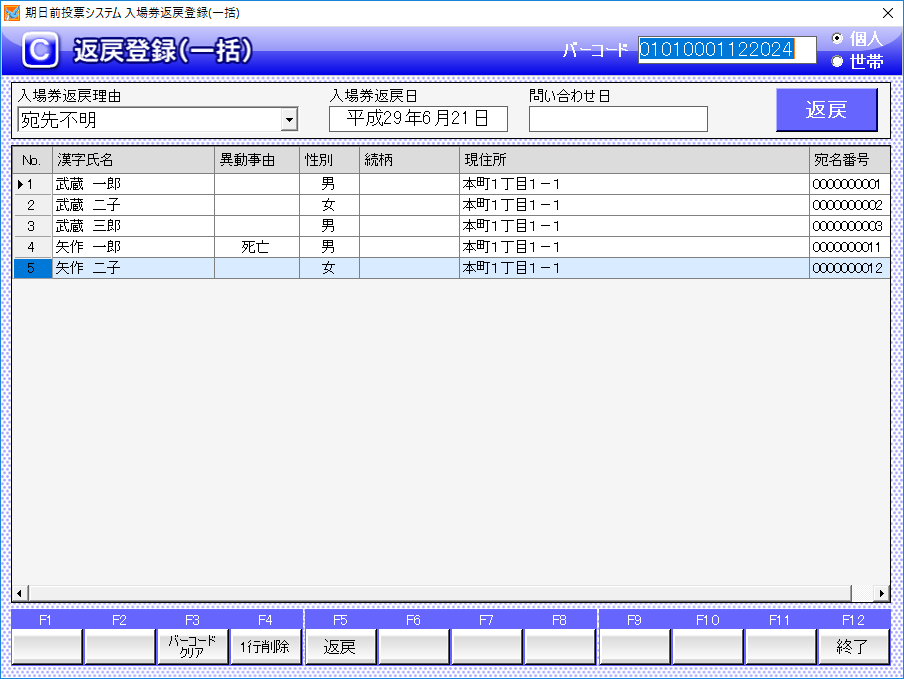 期日前投票システム 入場券返戻登録(一括)
C 返戻登録(一括) バーコード 01010001122024 個人
世帯
入場券返戻理由 入場券返戻日 問い合わせ日
宛先不明 平成29年6月21日 返戻
No. 漢字氏名 異動事由 性別 続柄 現住所 宛名番号
1 武蔵 一郎 男 本町1丁目1-1 0000000001
2 武蔵 二子 女 本町1丁目1-1 0000000002
3 武蔵 三郎 男 本町1丁目1-1 0000000003
4 矢作 一郎 死亡 男 本町1丁目1-1 0000000011
5 矢作 二子 女 本町1丁目1-1 0000000012
F1 F2 F3 F4 F5 F6 F7 F8 F9 F10 F11 F12
バーコード
クリア 1行削除 返戻 終了